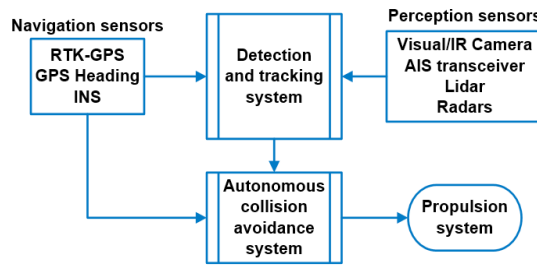 Navigation sensors
RTK-GPS
GPS Heading
INS
Detection
and tracking
system
Perception sensors
Visual/IR Camera
AIS transceiver
Lidar
Radars
Autonomous
collision
avoidance
system
Propulsion
system